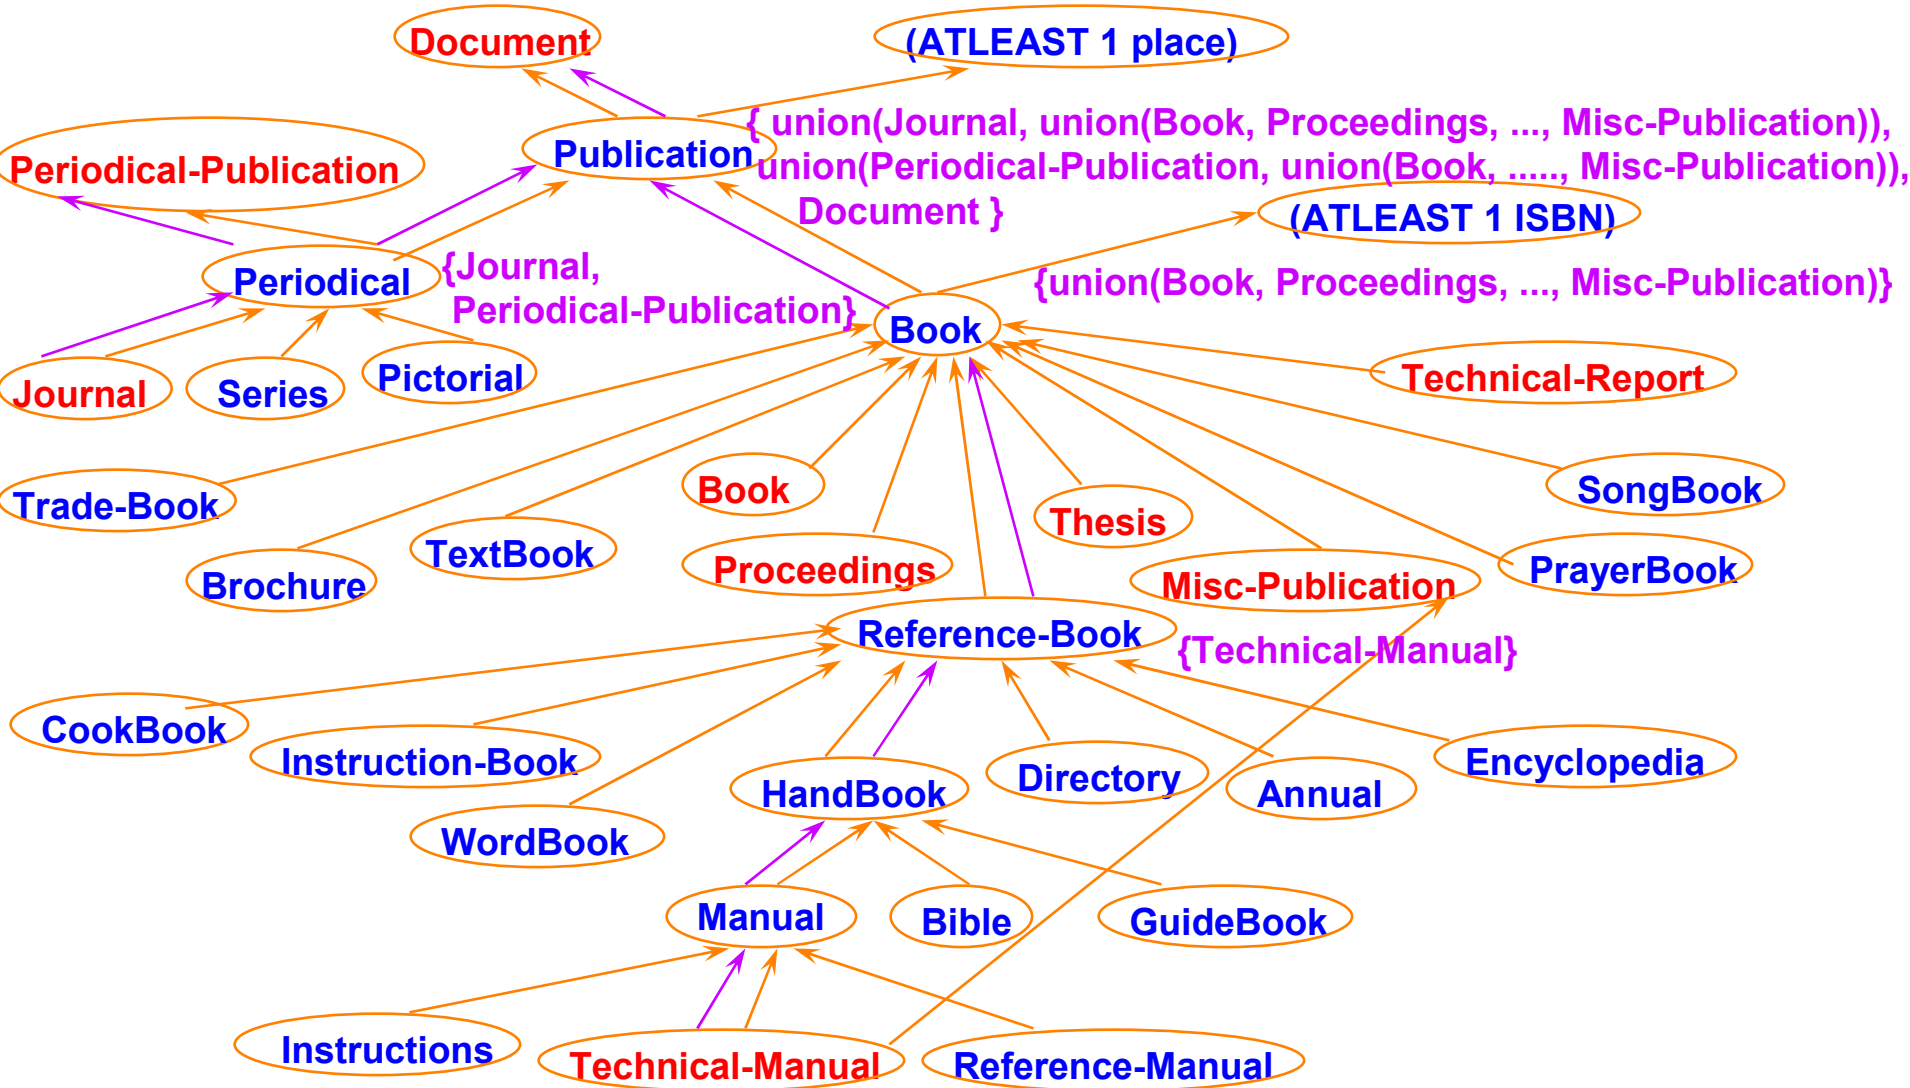 Document
(ATLEAST 1 place)
{ union(Journal, union(Book, Proceedings, ..., Misc-Publication)),
Publication
union(Periodical-Publication, union(Book, ....., Misc-Publication)),
Periodical-Publication
Document }
(ATLEAST 1 ISBN)
{Journal,
Periodical
{union(Book, Proceedings, ..., Misc-Publication)}
Periodical-Publication}
Book
Journal
Series
Pictorial
Technical-Report
Trade-Book
Book
SongBook
Thesis
TextBook
Brochure
Proceedings
Misc-Publication
PrayerBook
Reference-Book
{Technical-Manual}
CookBook
Instruction-Book
HandBook
Directory
Annual
Encyclopedia
WordBook
Manual
Bible
GuideBook
Instructions
Technical-Manual
Reference-Manual